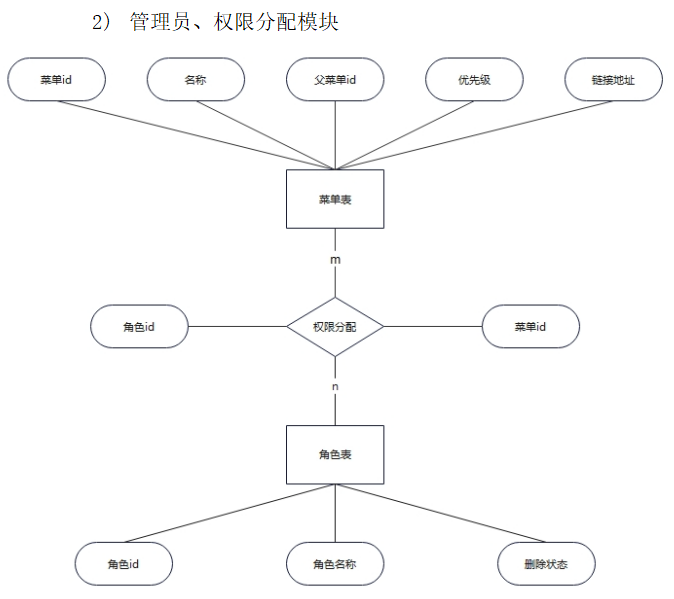 2) 管理员、权限分配模块
菜单id
名称
父菜单id
优先级
链接地址
菜单表
m
角色id
权限分配
菜单id
n
角色表
角色id
角色名称
删除状态